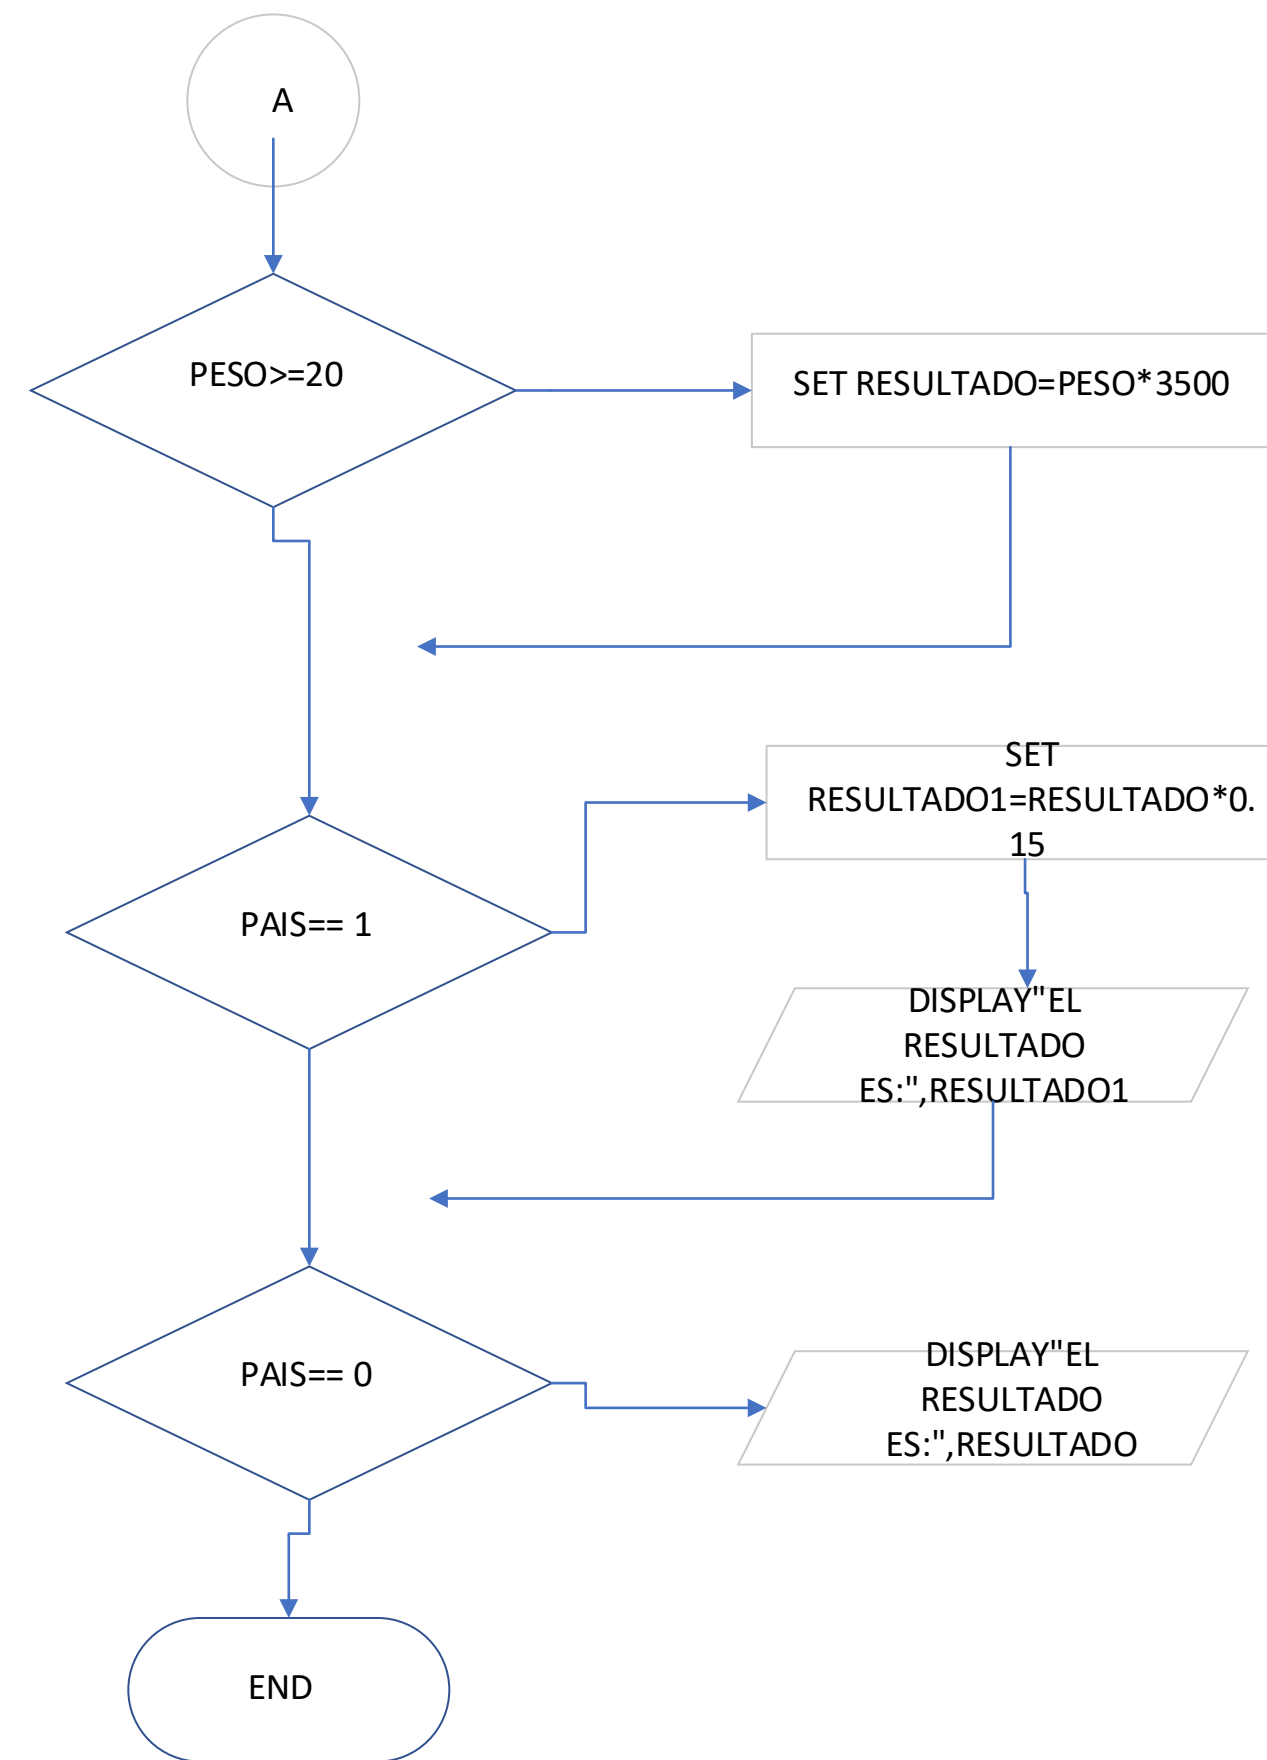 A
PESO>=20
SET RESULTADO=PESO*3500
SET
RESULTADO1=RESULTADO*0.
15
PAIS== 1
DISPLAY"EL
RESULTADO
ES:",RESULTADO1
PAIS== 0
DISPLAY"EL
RESULTADO
ES:",RESULTADO
END